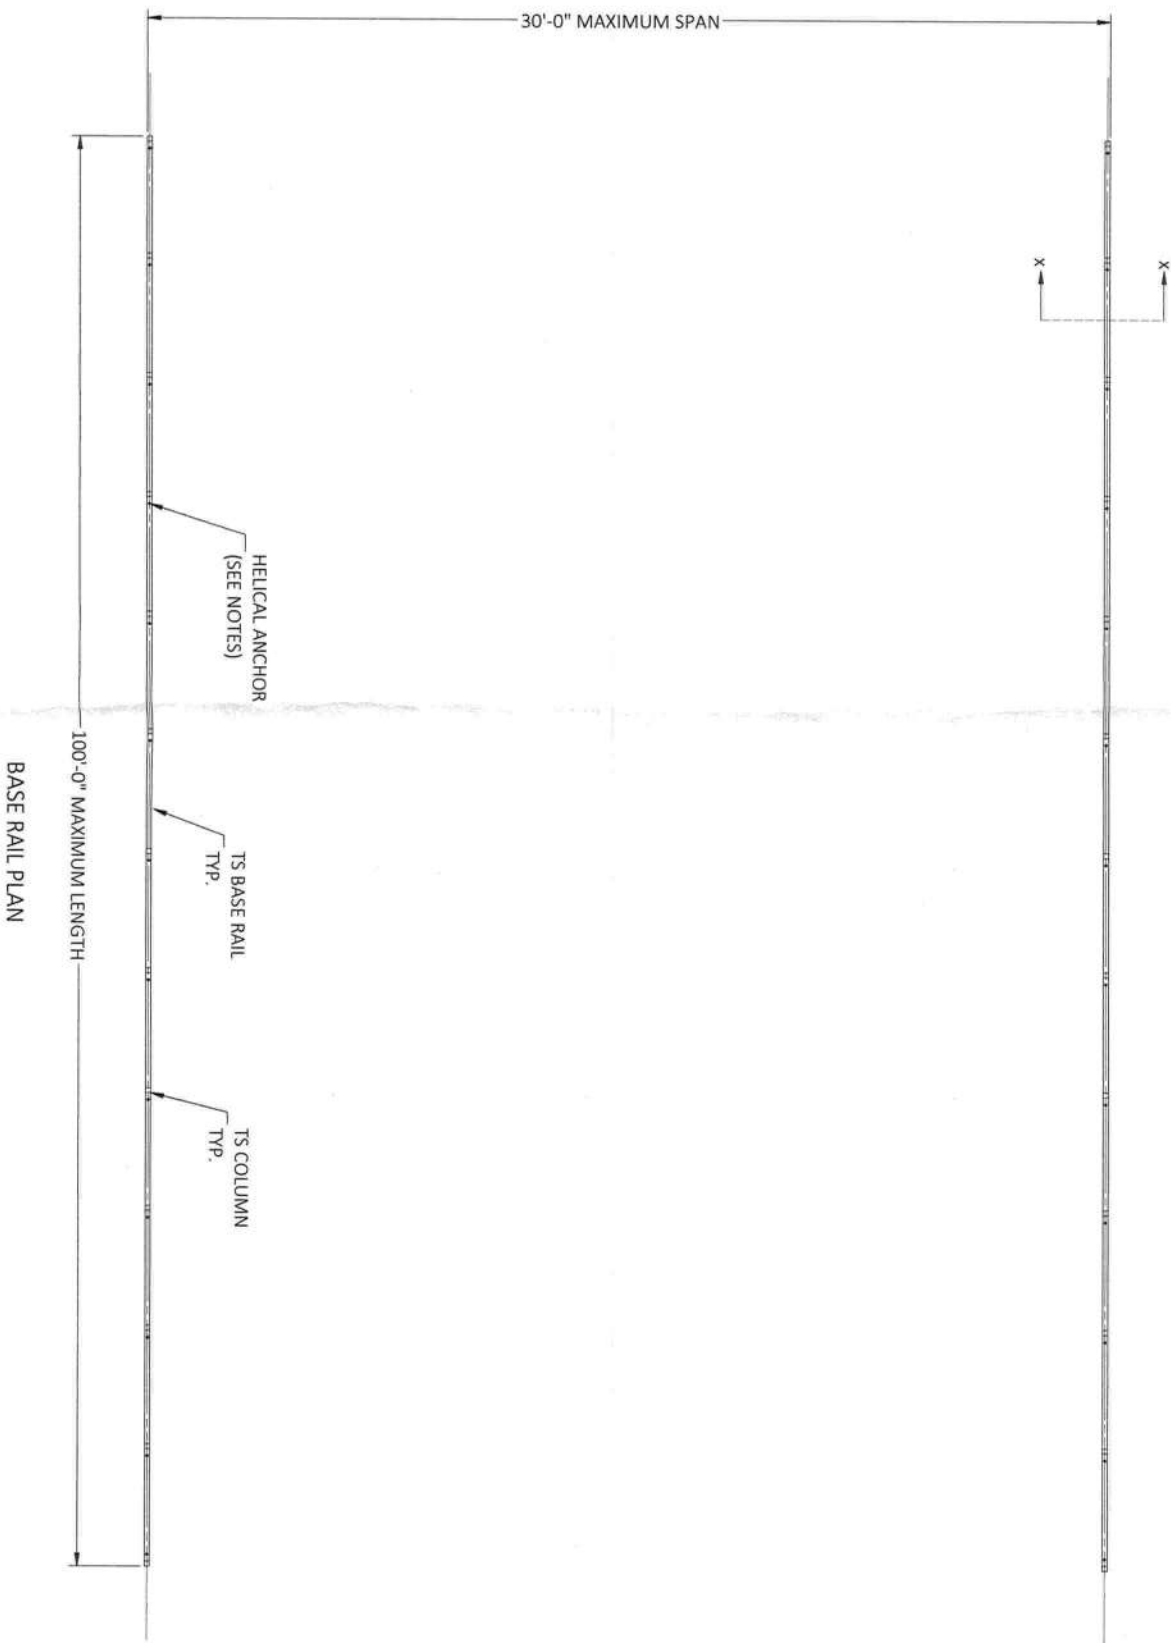 30'-0" MAXIMUM SPAN
X
X
HELICAL ANCHOR
(SEE NOTES)
TS BASE RAIL
TYP.
TS COLUMN
TYP.
100'-0" MAXIMUM LENGTH
BASE RAIL PLAN